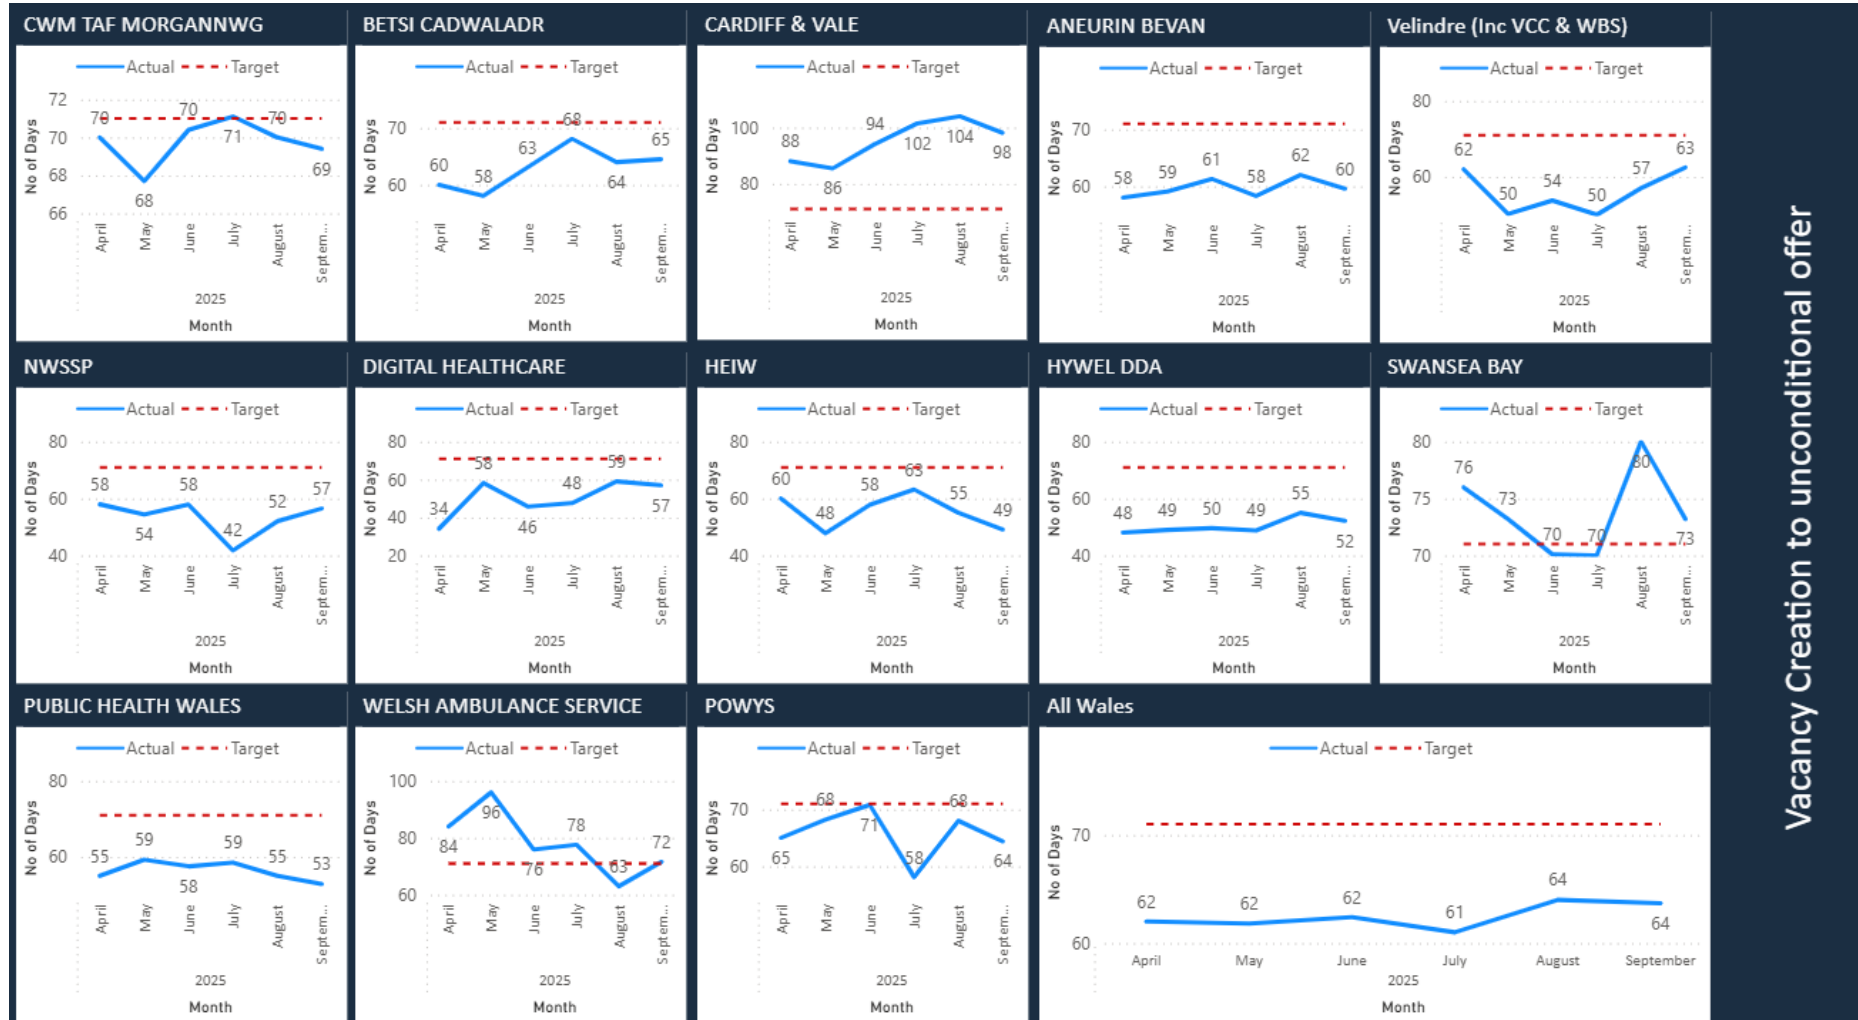 CWM TAF MORGANNWG
Actual Target
No of Days
72
70
68
66
70
68
70
71
70
69
April
May
June
July
August
Septem...
2025
Month
BETSI CADWALADR
Actual Target
No of Days
70
60
60
58
63
68
64
65
April
May
June
July
August
Septem...
2025
Month
CARDIFF & VALE
Actual Target
No of Days
100
80
88
86
94
102
104
98
April
May
June
July
August
Septem...
2025
Month
ANEURIN BEVAN
Actual Target
No of Days
70
60
58
59
61
58
62
60
April
May
June
July
August
Septem...
2025
Month
Velindre (Inc VCC & WBS)
Actual Target
No of Days
80
60
62
50
54
50
57
63
April
May
June
July
August
Septem...
2025
Month
NWSSP
Actual Target
No of Days
80
60
40
58
54
58
42
52
57
April
May
June
July
August
Septem...
2025
Month
DIGITAL HEALTHCARE
Actual Target
No of Days
80
60
40
20
34
58
46
48
59
57
April
May
June
July
August
Septem...
2025
Month
HEIW
Actual Target
No of Days
80
60
40
60
48
58
63
55
49
April
May
June
July
August
Septem...
2025
Month
HYWEL DDA
Actual Target
No of Days
80
60
40
48
49
50
49
55
52
April
May
June
July
August
Septem...
2025
Month
SWANSEA BAY
Actual Target
No of Days
80
75
70
76
73
70
70
80
73
April
May
June
July
August
Septem...
2025
Month
PUBLIC HEALTH WALES
Actual Target
No of Days
80
60
55
59
58
59
55
53
April
May
June
July
August
Septem...
2025
Month
WELSH AMBULANCE SERVICE
Actual Target
No of Days
100
80
60
84
96
76
78
63
72
April
May
June
July
August
Septem...
2025
Month
POWYS
Actual Target
No of Days
70
60
65
68
71
58
68
64
April
May
June
July
August
Septem...
2025
Month
All Wales
Actual Target
No of Days
70
60
62
62
62
61
64
64
April May June July August September
2025
Month
Vacancy Creation to unconditional offer